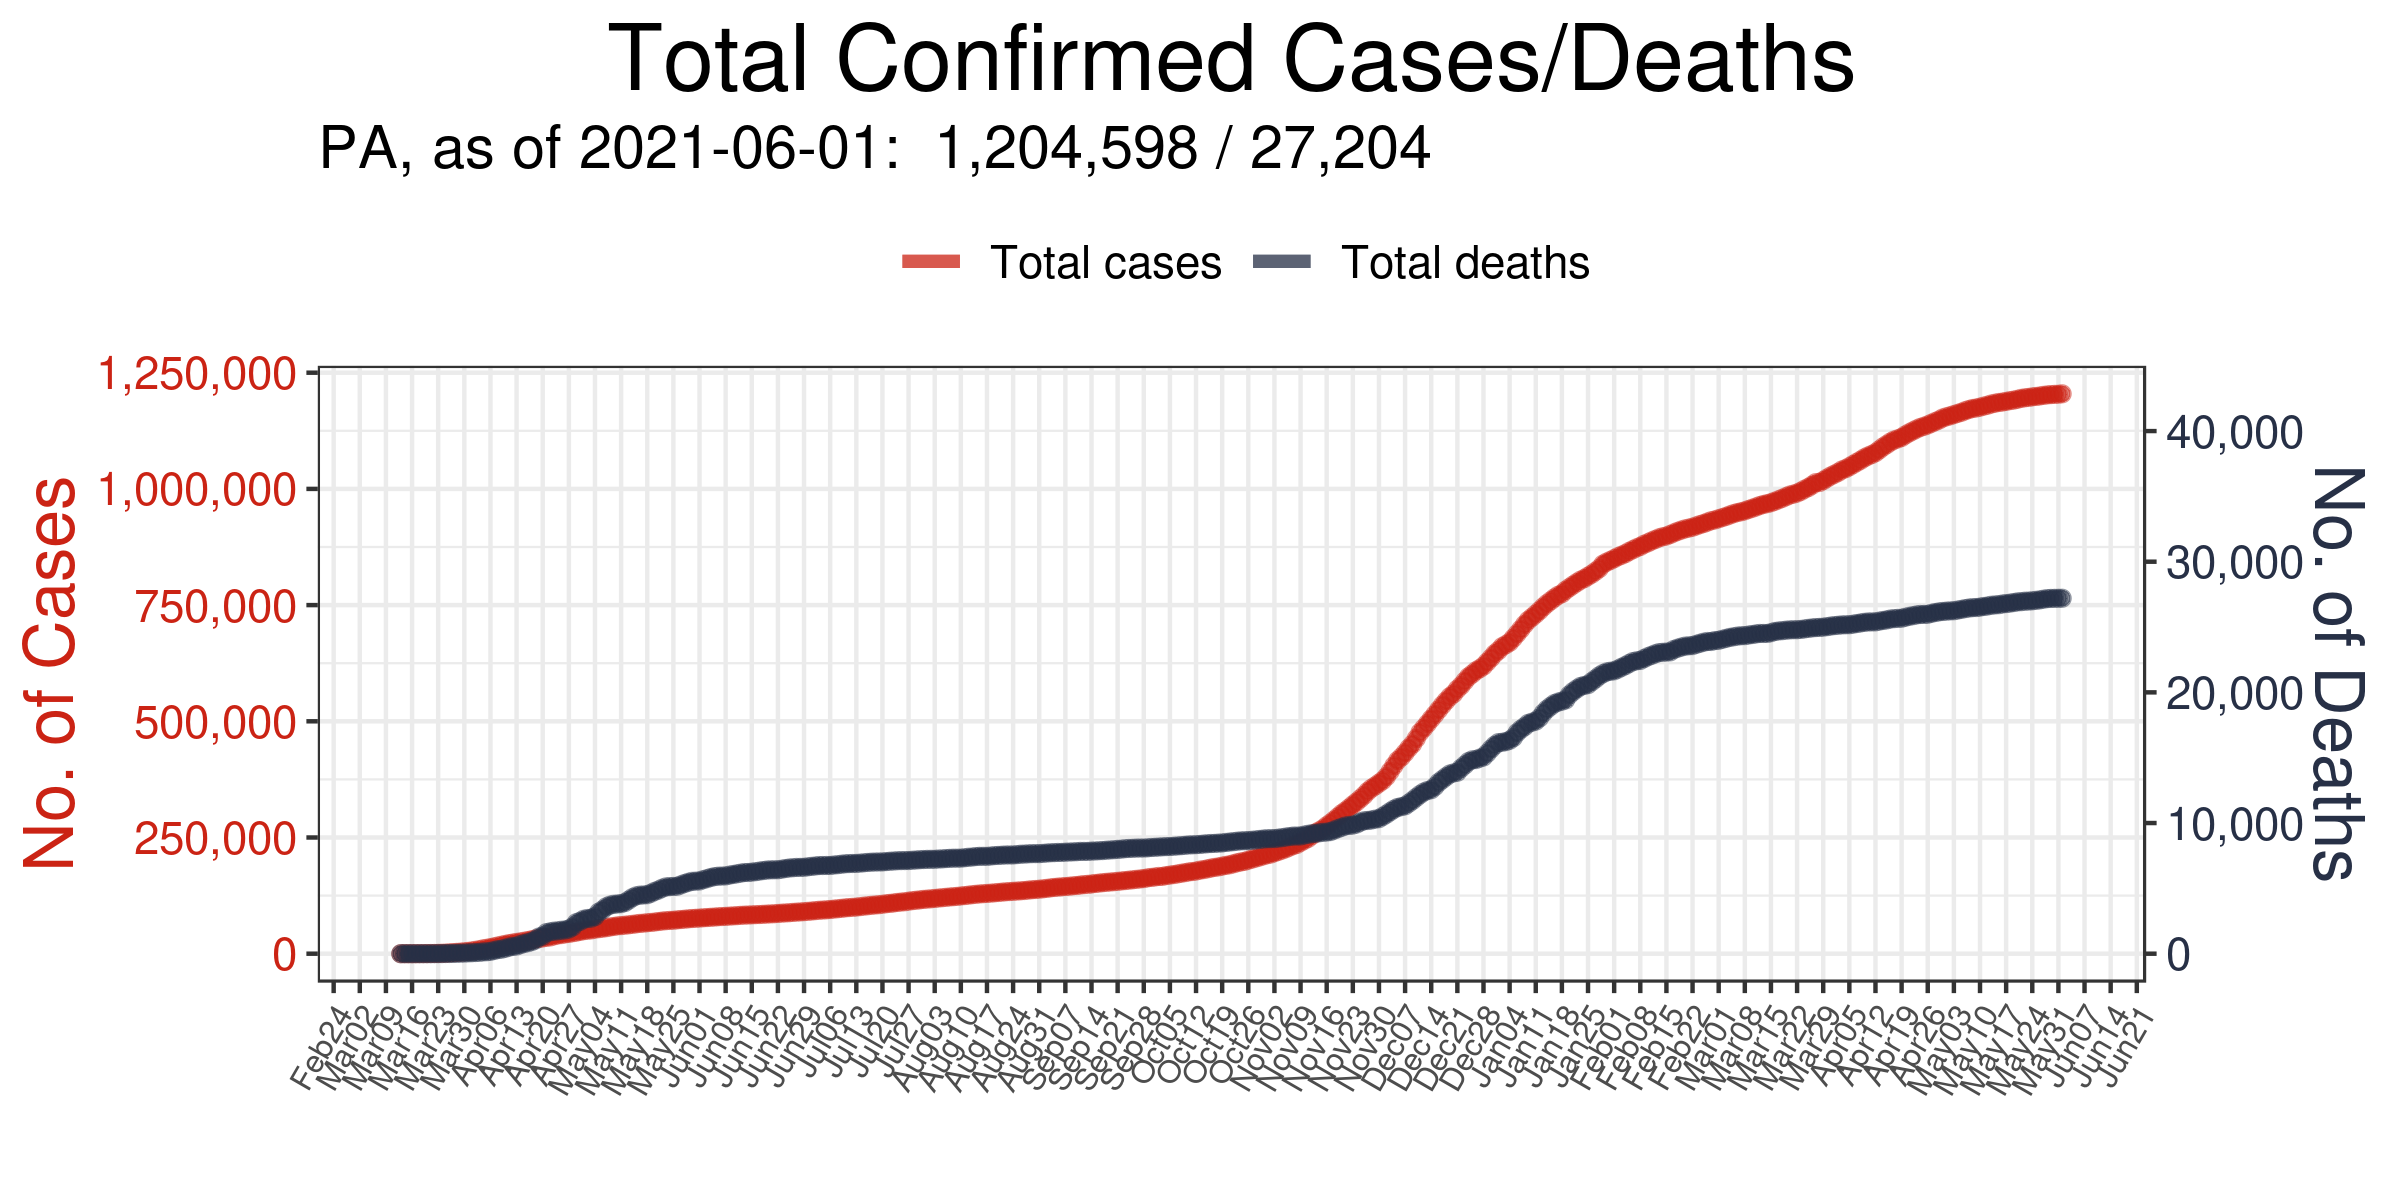 Total Confirmed Cases/Deaths
PA, as of 2021-06-01:  1,204,598 / 27,204
Total cases
Total deaths
No. of Cases
1,250,000
1,000,000
750,000
500,000
250,000
0
40,000
30,000
20,000
10,000
0
No. of Deaths
Feb24
Mar02
Mar09
Mar16
Mar23
Mar30
Apr06
Apr13
Apr20
Apr27
May04
May11
May18
May25
Jun01
Jun08
Jun15
Jun22
Jun29
Jul06
Jul13
Jul20
Jul27
Aug03
Aug10
Aug17
Aug24
Aug31
Sep07
Sep14
Sep21
Sep28
Oct05
Oct12
Oct19
Oct26
Nov02
Nov09
Nov16
Nov23
Nov30
Dec07
Dec14
Dec21
Dec28
Jan04
Jan11
Jan18
Jan25
Feb01
Feb08
Feb15
Feb22
Mar01
Mar08
Mar15
Mar22
Mar29
Apr05
Apr12
Apr19
Apr26
May03
May10
May17
May24
May31
Jun07
Jun14
Jun21